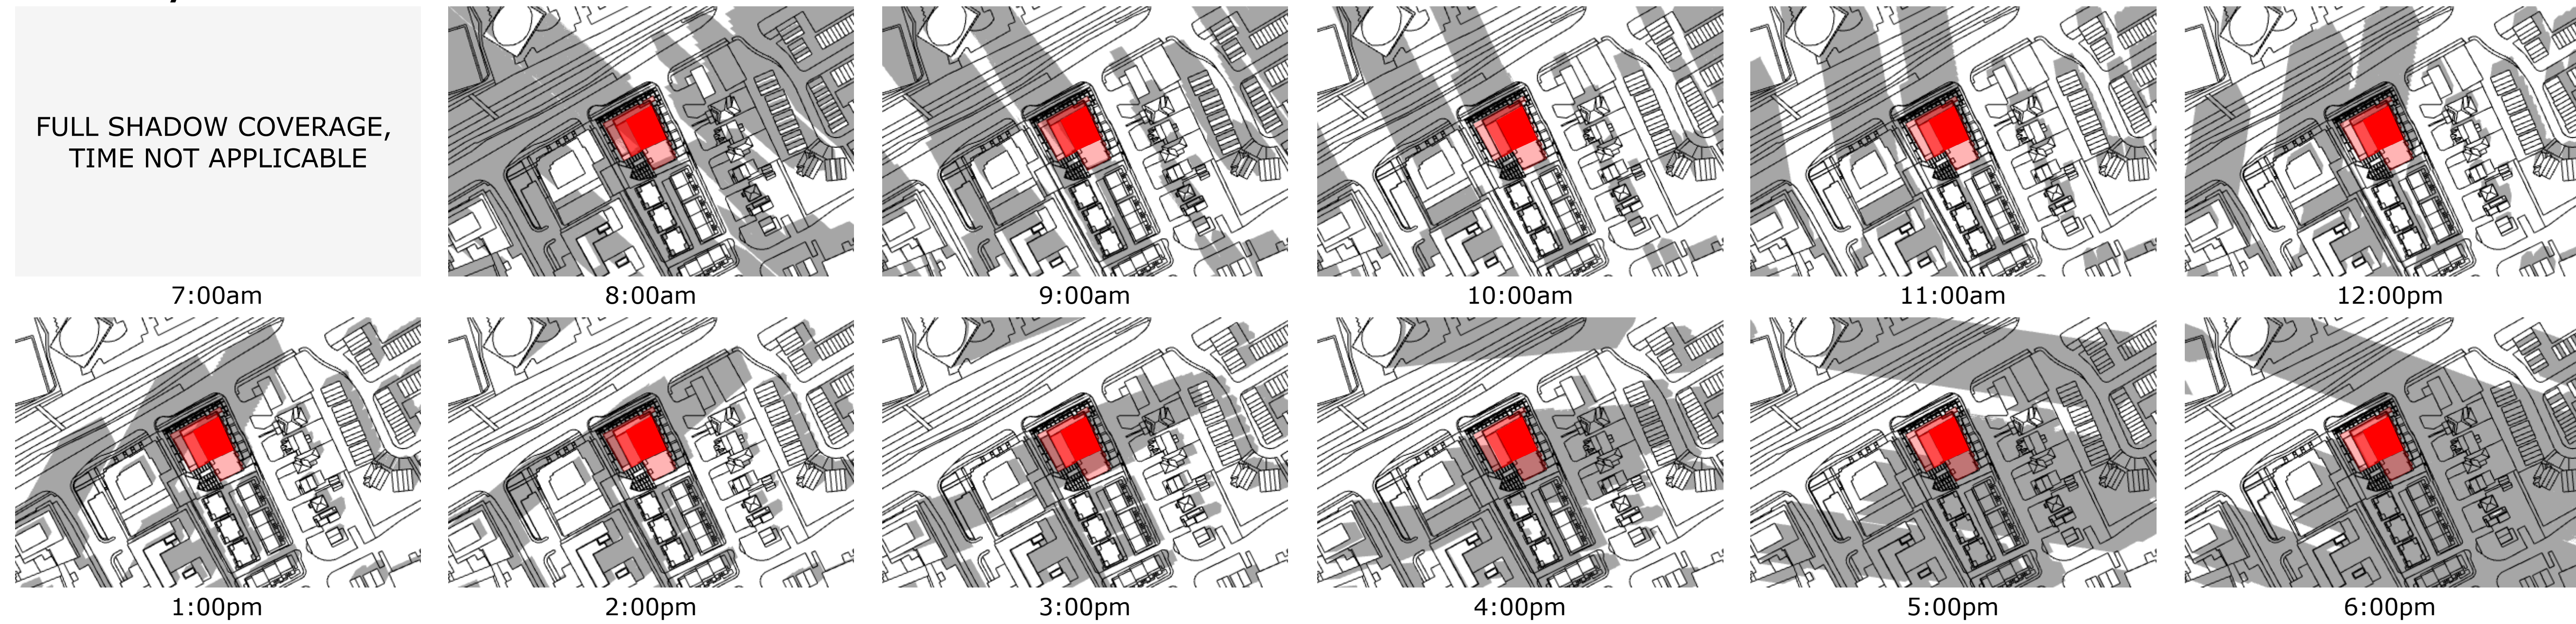 FULL SHADOW COVERAGE,
TIME NOT APPLICABLE
7:00am
8:00am
9:00am
10:00am
11:00am
12:00pm
1:00pm
2:00pm
3:00pm
4:00pm
5:00pm
6:00pm